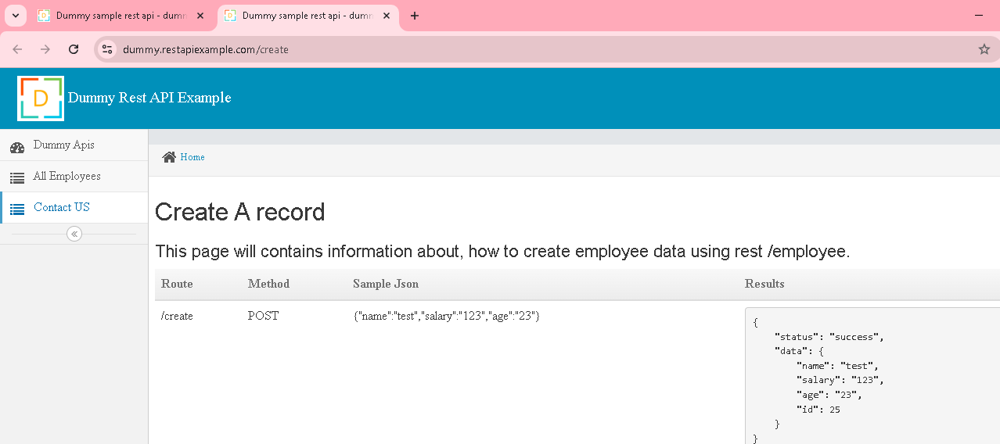 Dummy sample rest api - dumm
Dummy sample rest api - dumm
dummy.restapiexample.com/create
D
Dummy Rest API Example
Dummy Apis
All Employees
Contact US
Home
Create A record
This page will contains information about, how to create employee data using rest /employee.
Route Method Sample Json Results
/create POST {"name":"test","salary":"123","age":"23"}
{
"status": "success",
"data": {
"name": "test",
"salary": "123",
"age": "23",
"id": 25
}
}